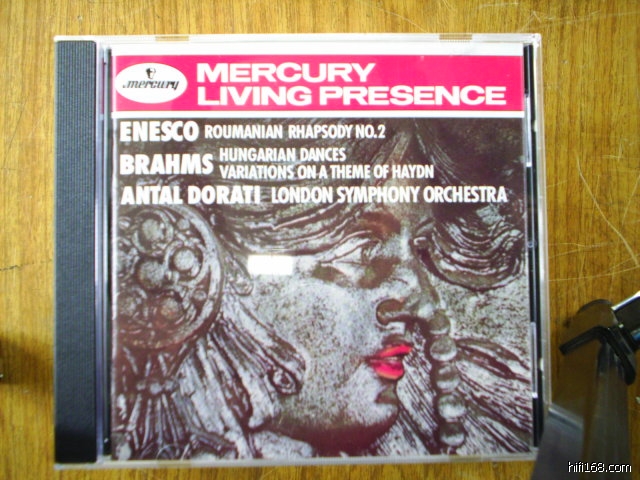 mercury
MERCURY
LIVING PRESENCE
ENESCO ROUMANIAN RHAPSODY NO.2
BRAHMS HUNGARIAN DANCES
VARIATIONS ON A THEME OF HAYDN
ANTAL DORATI LONDON SYMPHONY ORCHESTRA
hifi168.com